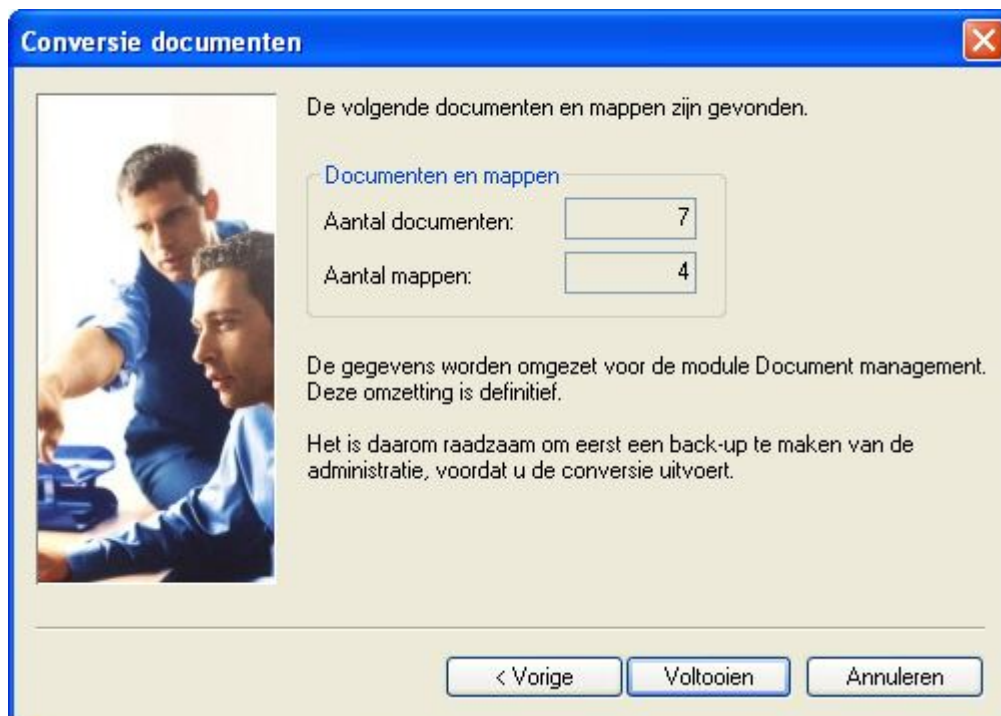 Conversie documenten
De volgende documenten en mappen zijn gevonden.
Documenten en mappen
Aantal documenten: 7
Aantal mappen: 4
De gegevens worden omgezet voor de module Document management.
Deze omzetting is definitief.
Het is daarom raadzaam om eerst een back-up te maken van de
administratie, voordat u de conversie uitvoert.
< Vorige Voltooien Annuleren